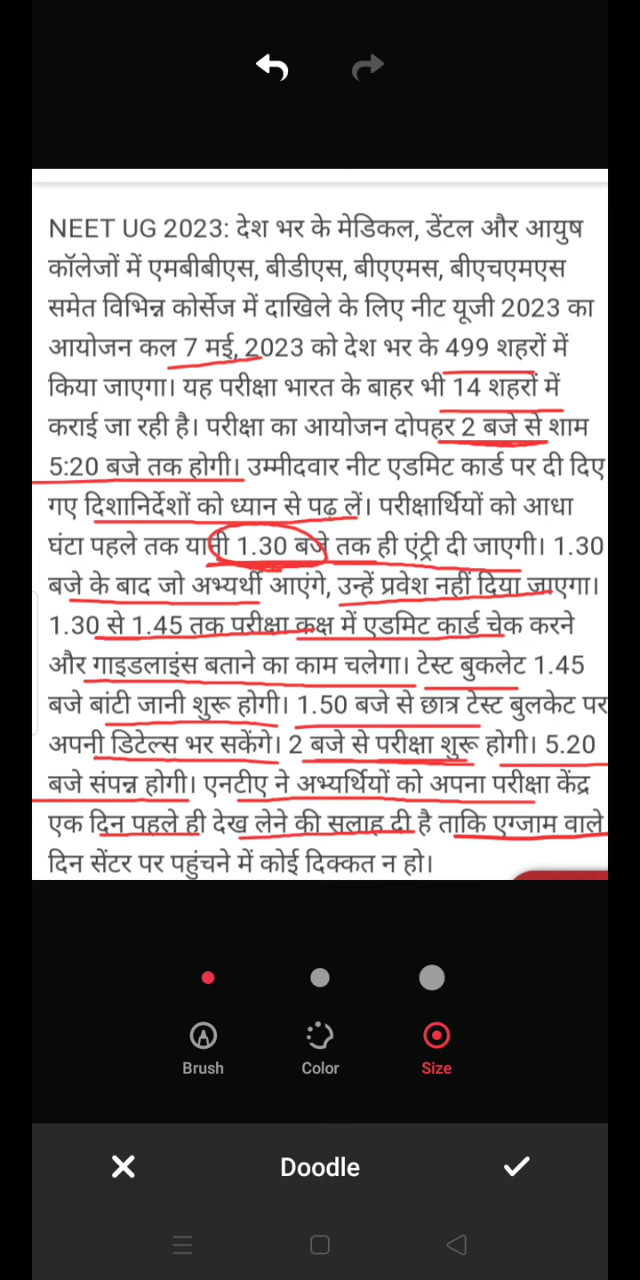 NEET UG 2023: देश भर के मेडिकल, डेंटल और आयुष
कॉलेजों में एमबीबीएस, बीडीएस, बीएएमस, बीएचएमएस
समेत विभिन्न कोर्सेज में दाखिले के लिए नीट यूजी 2023 का
आयोजन कल 7 मई, 2023 को देश भर के 499 शहरों में
किया जाएगा। यह परीक्षा भारत के बाहर भी 14 शहरों में
कराई जा रही है। परीक्षा का आयोजन दोपहर 2 बजे से शाम
5:20 बजे तक होगी। उम्मीदवार नीट एडमिट कार्ड पर दी दिए
गए दिशानिर्देशों को ध्यान से पढ़ लें। परीक्षार्थियों को आधा
घंटा पहले तक यानी 1.30 बजे तक ही एंट्री दी जाएगी। 1.30
बजे के बाद जो अभ्यर्थी आएंगे, उन्हें प्रवेश नहीं दिया जाएगा।
1.30 से 1.45 तक परीक्षा कक्ष में एडमिट कार्ड चेक करने
और गाइडलाइंस बताने का काम चलेगा। टेस्ट बुकलेट 1.45
बजे बांटी जानी शुरू होगी। 1.50 बजे से छात्र टेस्ट बुलकेट पर
अपनी डिटेल्स भर सकेंगे। 2 बजे से परीक्षा शुरू होगी। 5.20
बजे संपन्न होगी। एनटीए ने अभ्यर्थियों को अपना परीक्षा केंद्र
एक दिन पहले ही देख लेने की सलाह दी है ताकि एग्जाम वाले
दिन सेंटर पर पहुंचने में कोई दिक्कत न हो।
Brush Color Size
Doodle